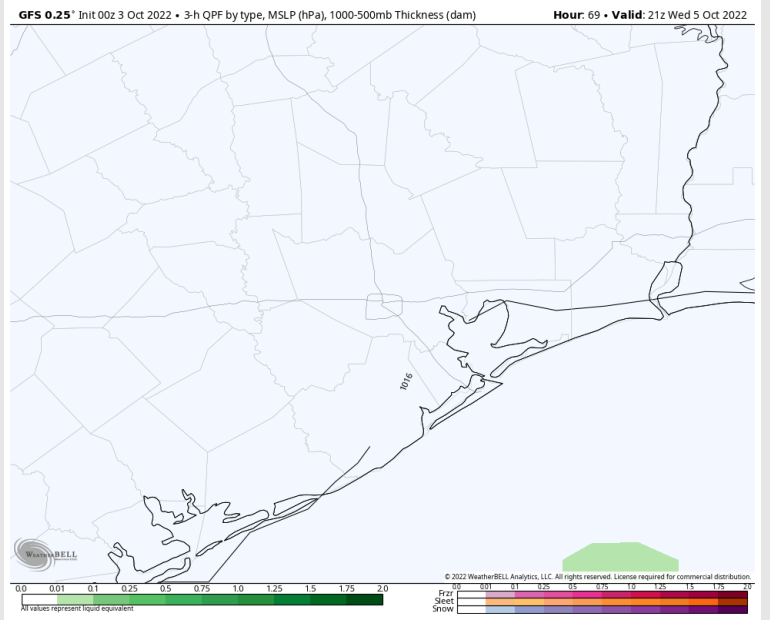 GFS 0.25° Init 00z 3 Oct 2022 • 3-h QPF by type, MSLP (hPa), 1000-500mb Thickness (dam) Hour: 69 • Valid: 21z Wed 5 Oct 2022
1016
WEATHERBELL
© 2022 WeatherBELL Analytics, LLC. All rights reserved. License required for commercial distribution.
0.0 0.01 0.1 0.25 0.5 0.75 1.0 1.25 1.5 1.75 2.0
All values represent liquid equivalent
0.0 0.01 0.1 0.25 0.5 0.75 1.0 1.25 1.5 1.75 2.0
Frzr
Sleet
Snow